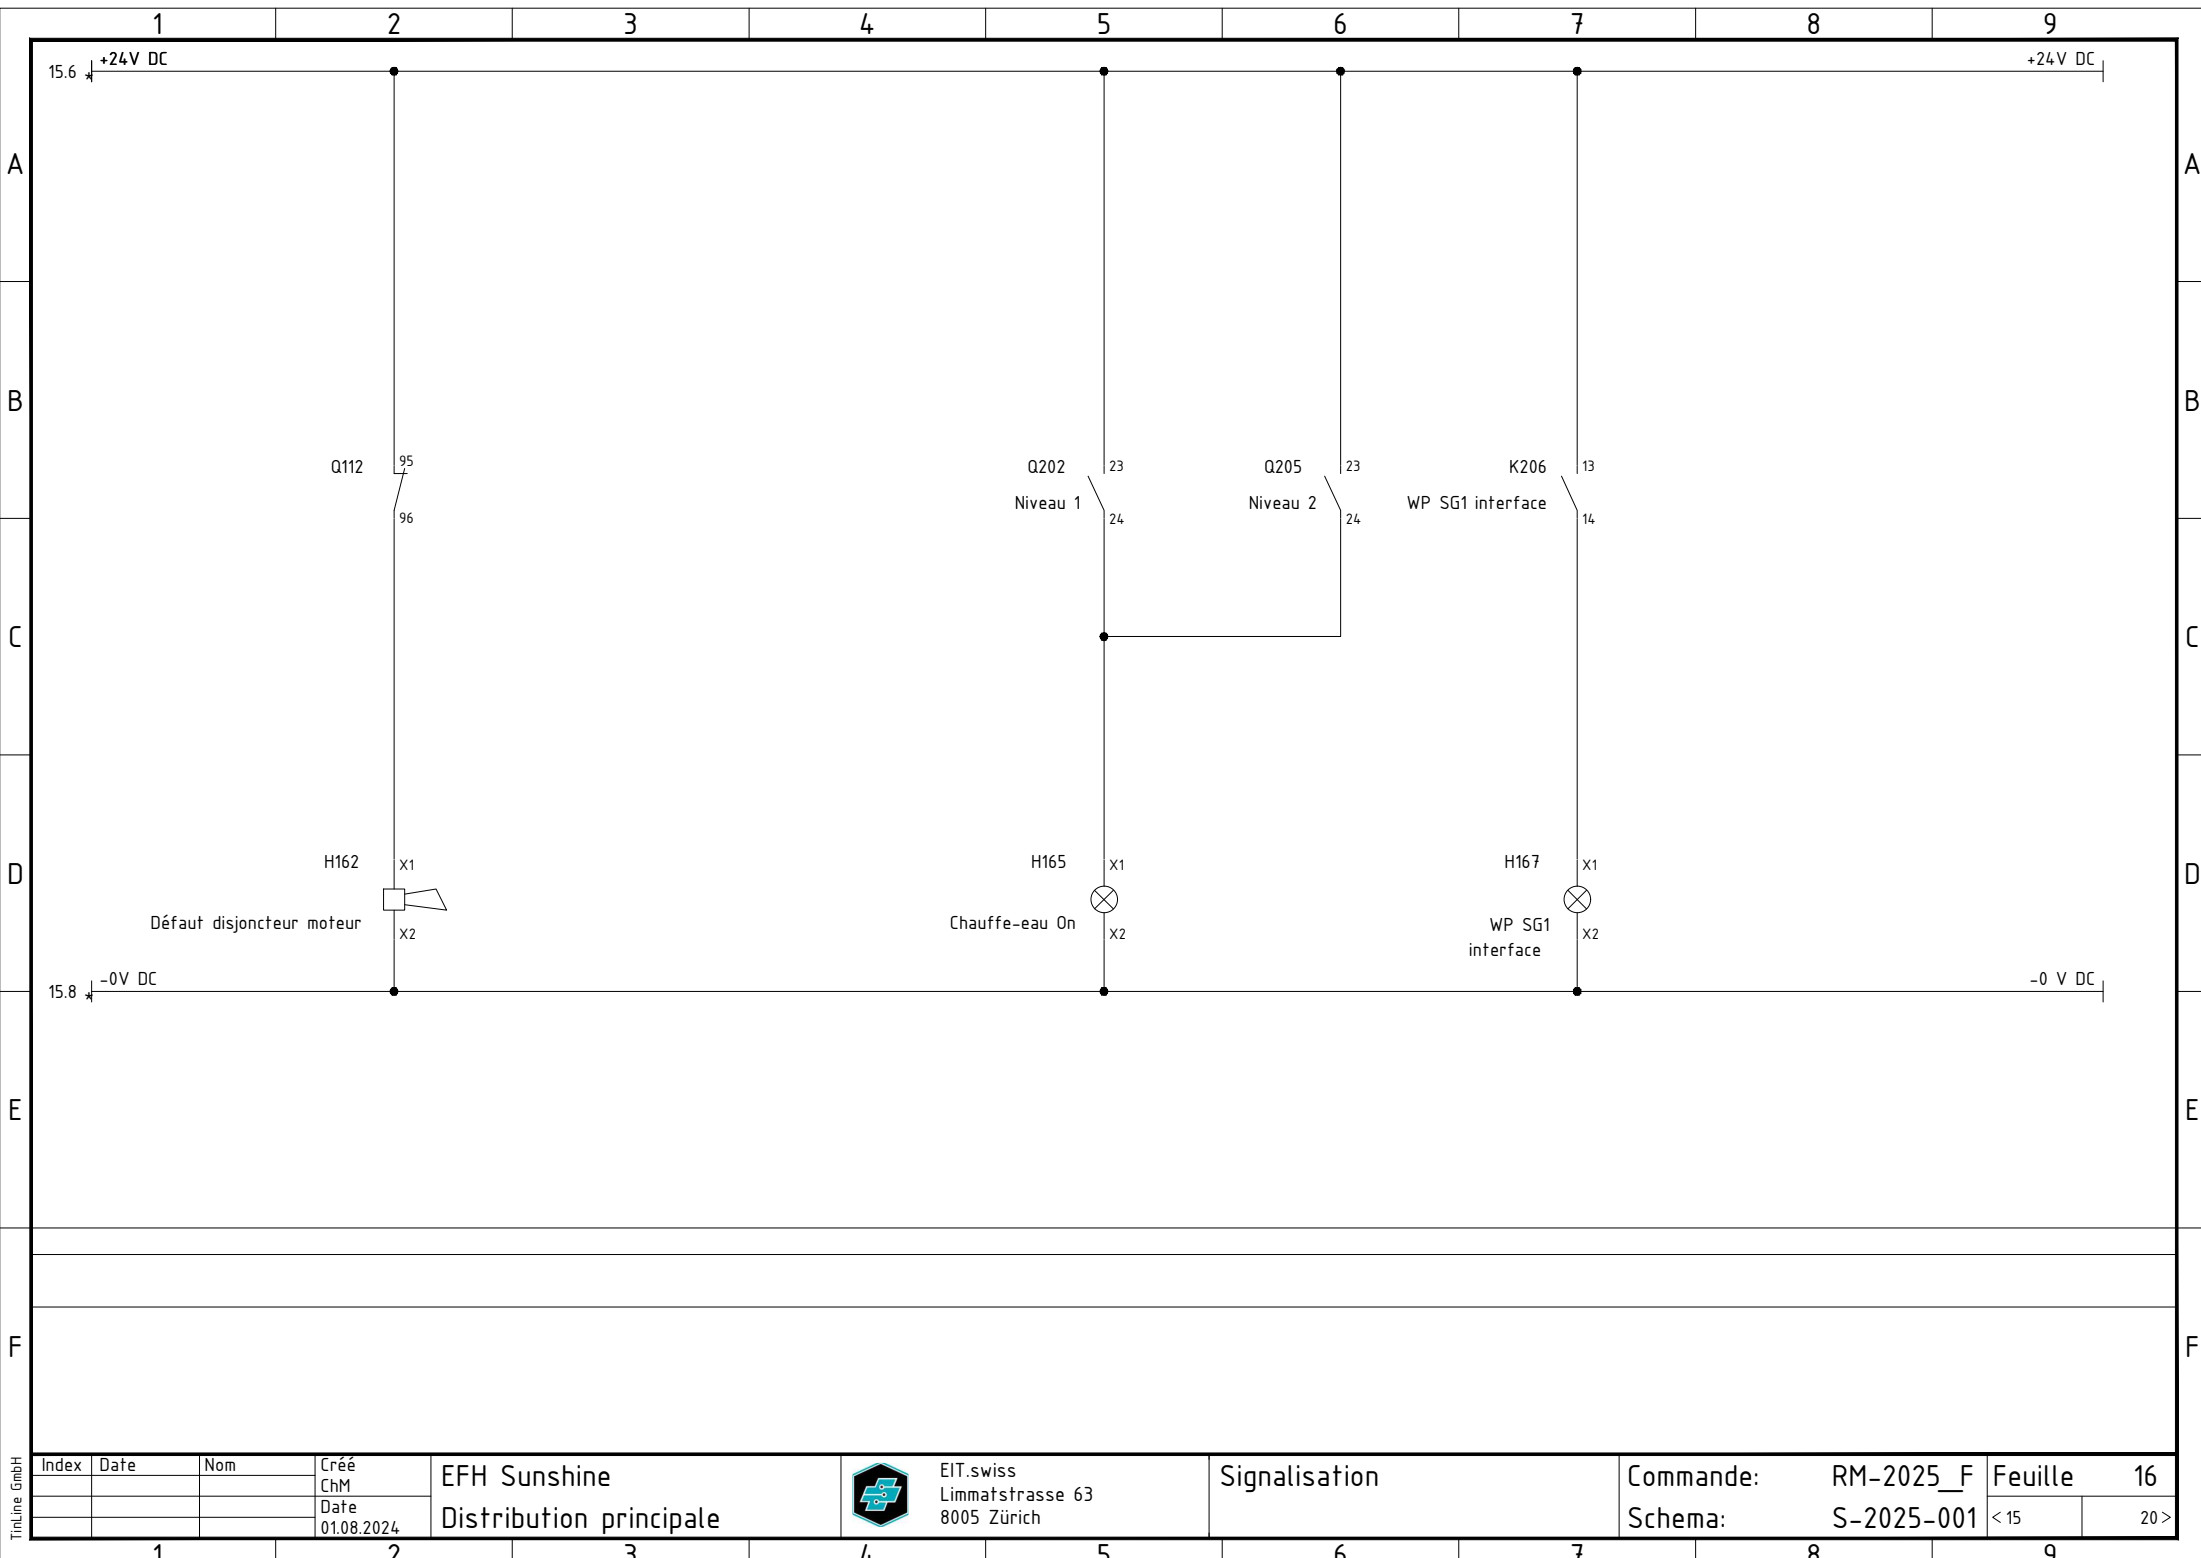 1 2 3 4 5 6 7 8 9
+24V DC +24V DC
15.6 *
A A
B B
Q112 95
96
Q202 23
Niveau 1
24
Q205 23
Niveau 2
24
K206 13
WP SG1 interface
14
C C
D D
H162 X1
Défaut disjoncteur moteur
X2
H165 X1
Chauffe-eau On
X2
H167 X1
WP SG1
X2
interface
-0V DC -0 V DC
15.8 *
E E
F F
TinLine GmbH
Index Date Nom Créé
ChM
Date
01.08.2024
EFH Sunshine
Distribution principale
EIT.swiss
Limmatstrasse 63
8005 Zürich
Signalisation
Commande: RM-2025_F
Schema: S-2025-001
Feuille 16
<15 20>
1 2 3 4 5 6 7 8 9